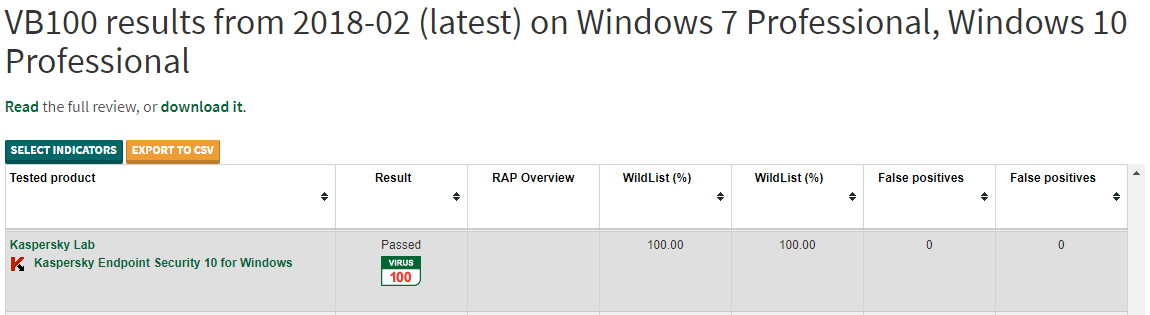 VB100 results from 2018-02 (latest) on Windows 7 Professional, Windows 10
Professional
Read the full review, or download it.
SELECT INDICATORS EXPORT TO CSV
Tested product Result RAP Overview WildList (%) WildList (%) False positives False positives
Kaspersky Lab Passed 100.00 100.00 0 0
Kaspersky Endpoint Security 10 for Windows
VIRUS
100